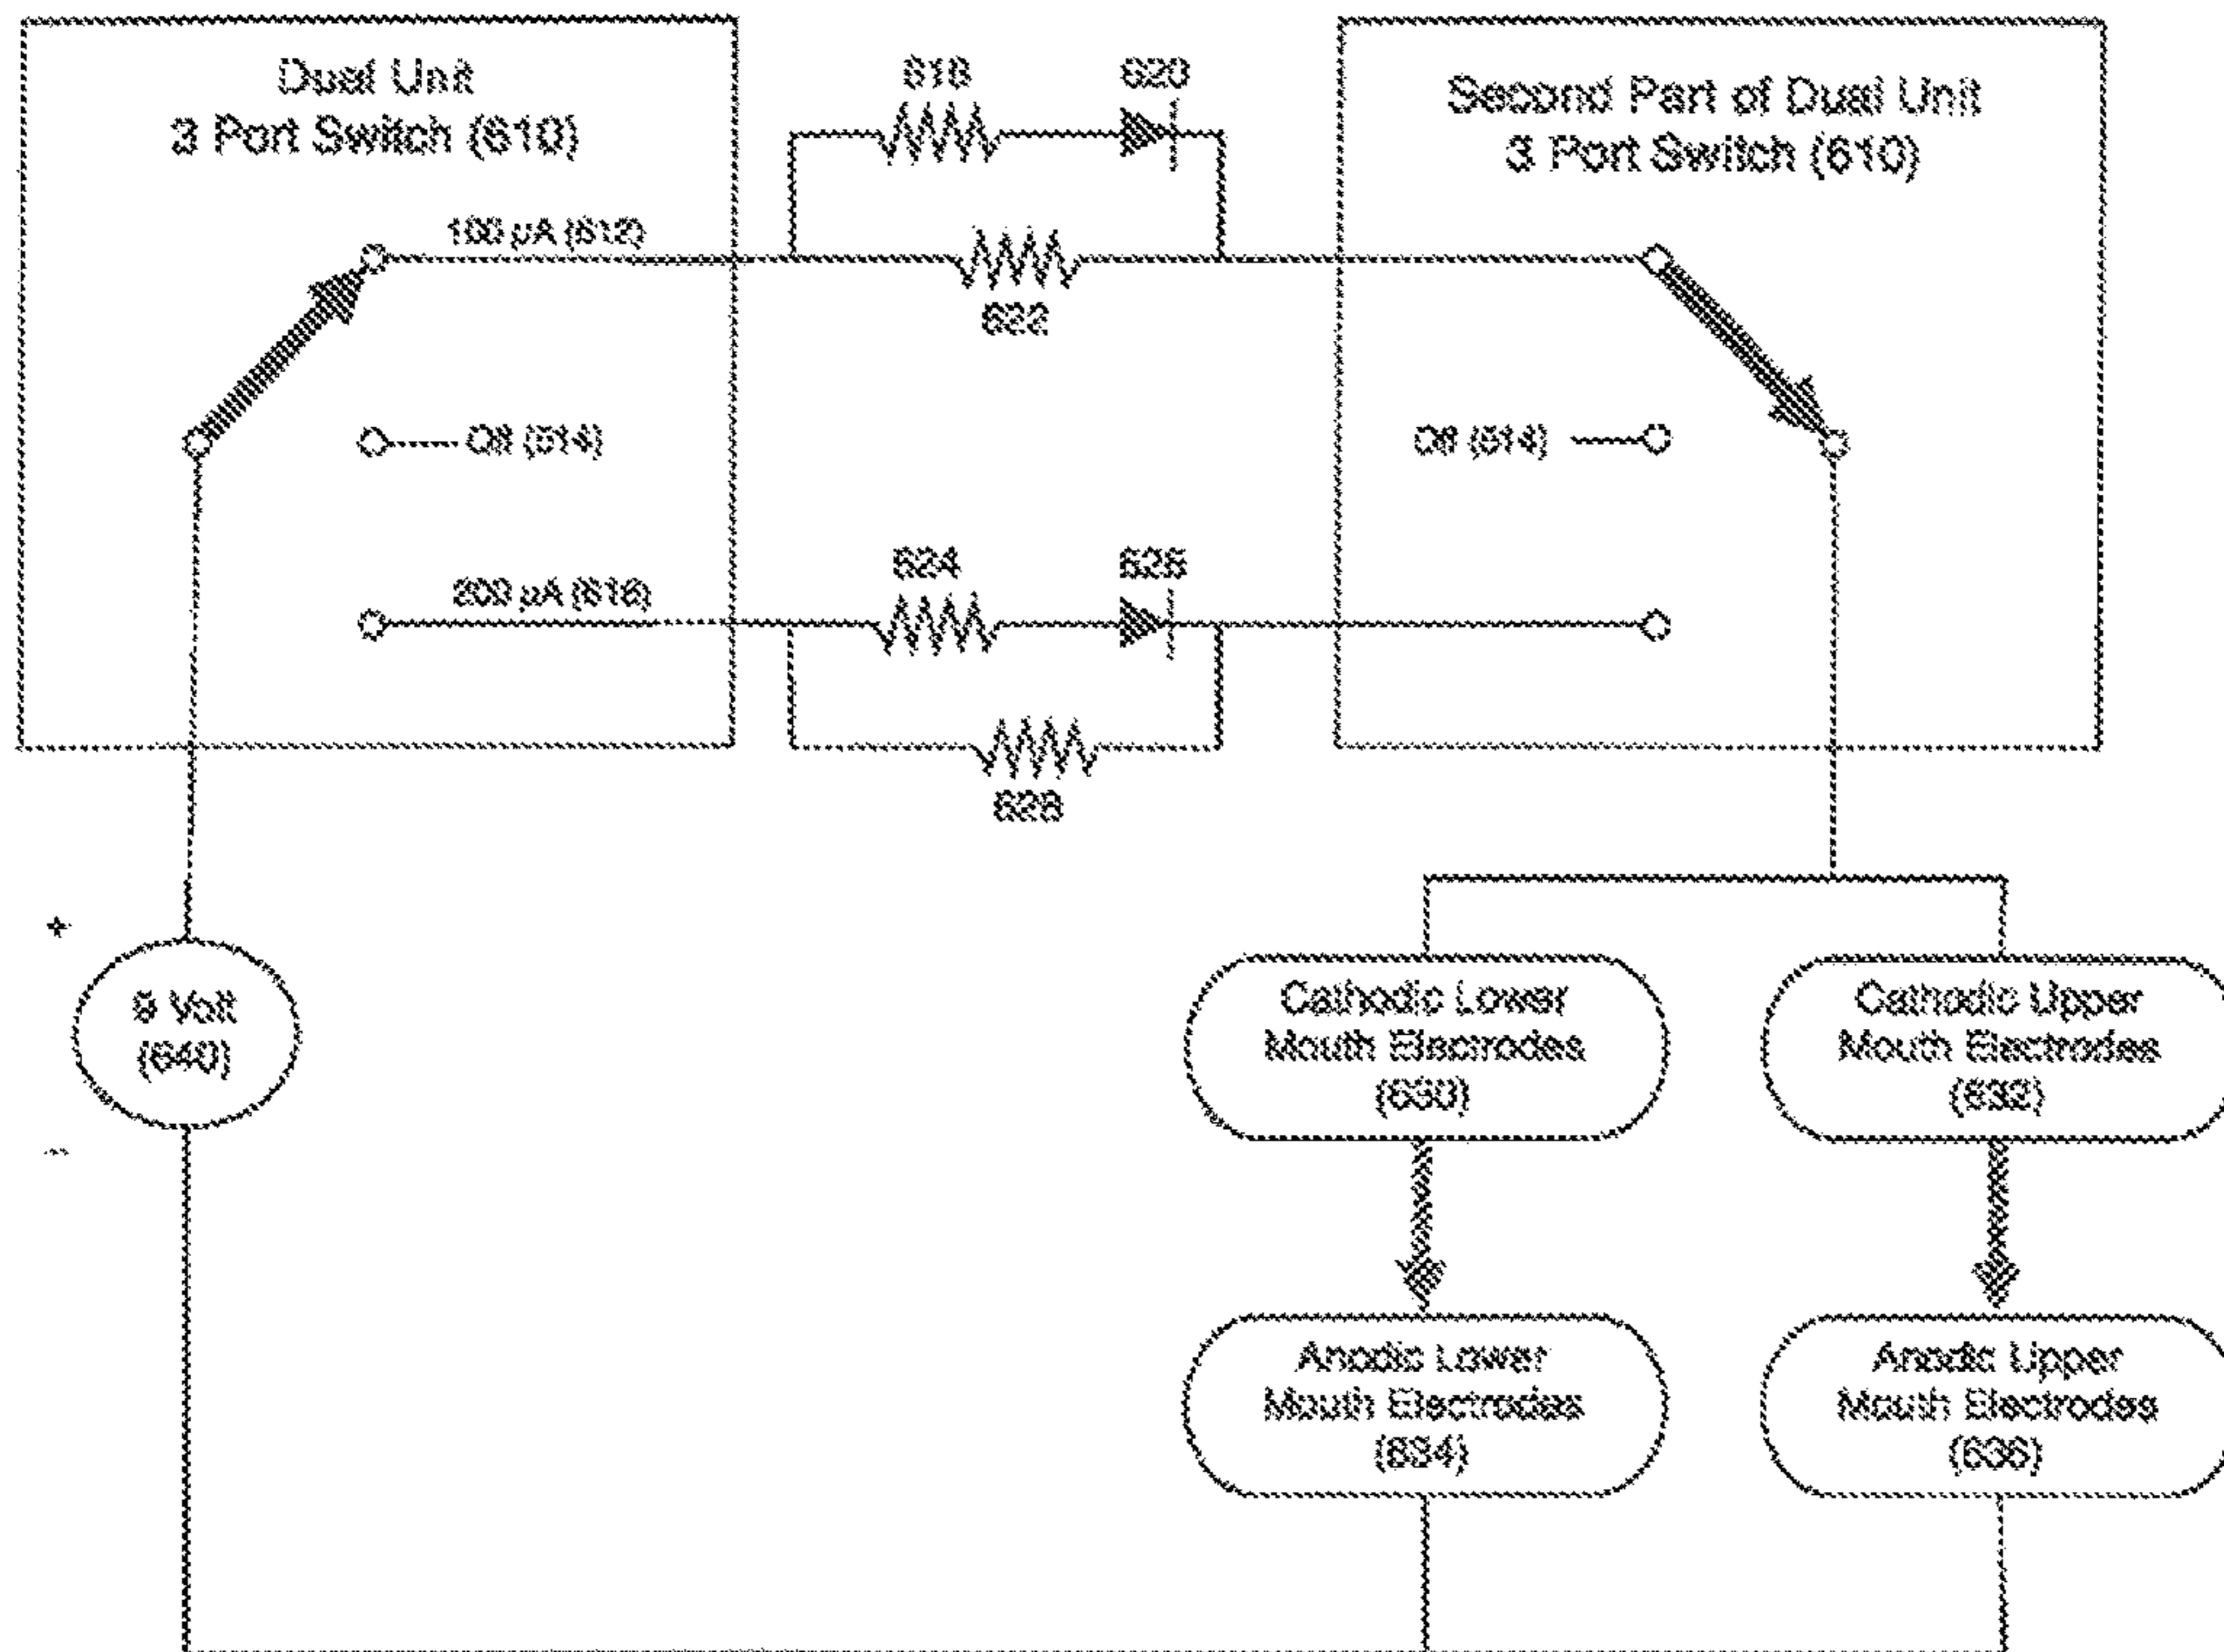 Dual Unit
3 Port Switch (610)
618
620
Second Part of Dual Unit
3 Port Switch (610)
100 µA (612)
622
Off (614)
Off (614)
200 µA (616)
624
626
628
+
9 Volt
(640)
-
Cathodic Lower
Mouth Electrodes
(630)
Cathodic Upper
Mouth Electrodes
(632)
Anodic Lower
Mouth Electrodes
(634)
Anodic Upper
Mouth Electrodes
(636)